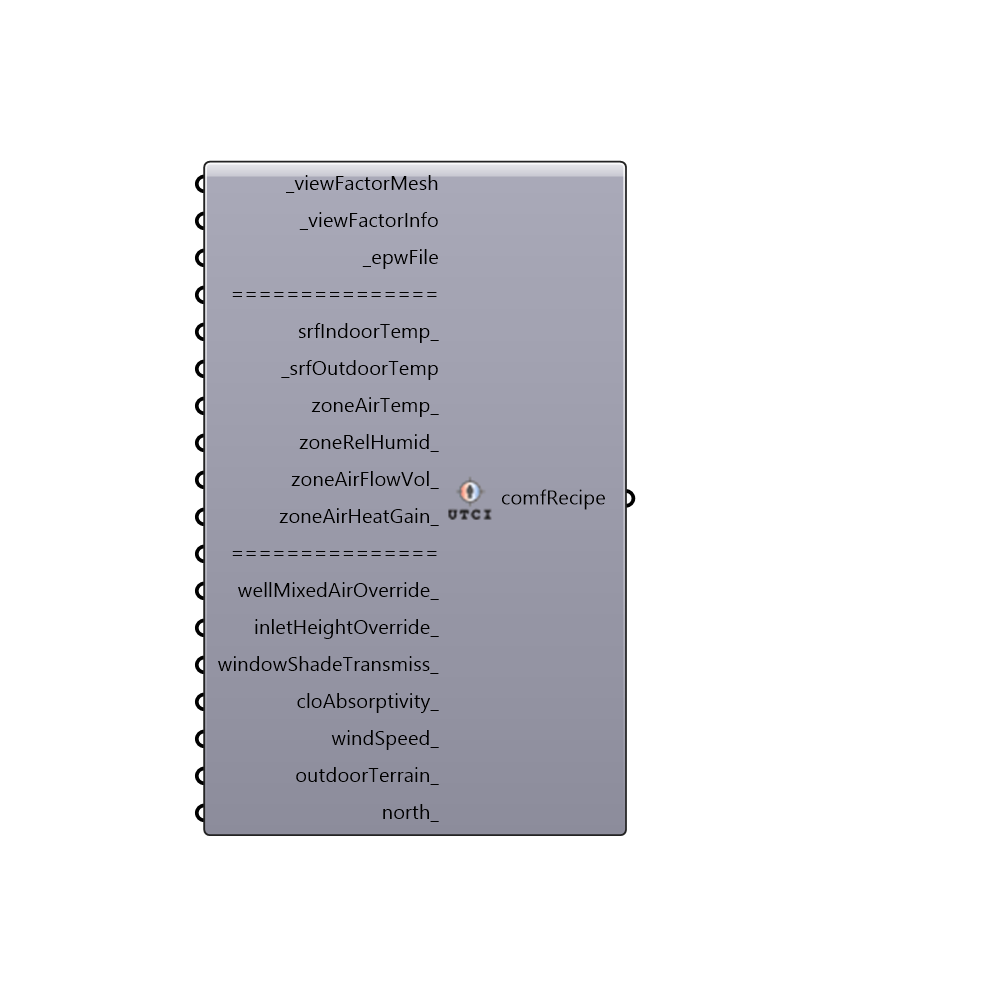 _viewFactorMesh
_viewFactorInfo
_epwFile
===============
srfIndoorTemp_
_srfOutdoorTemp
zoneAirTemp_
zoneRelHumid_
zoneAirFlowVol_
zoneAirHeatGain_
UTCI
comfRecipe
===============
wellMixedAirOverride_
inletHeightOverride_
windowShadeTransmiss_
cloAbsorptivity_
windSpeed_
outdoorTerrain_
north_